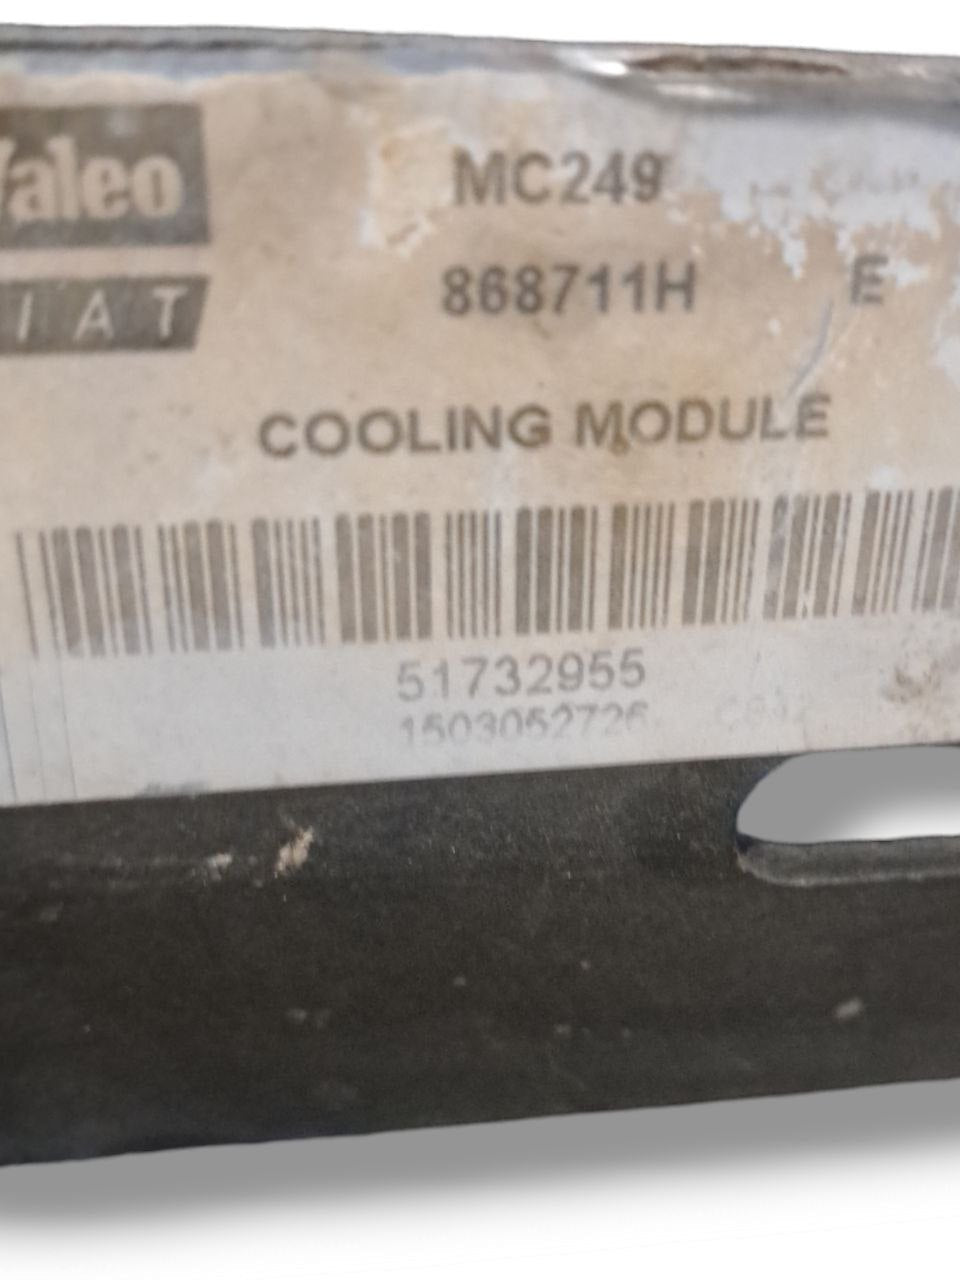 Valeo
MC249
868711H E
IAT
COOLING MODULE
51732955
1503052726